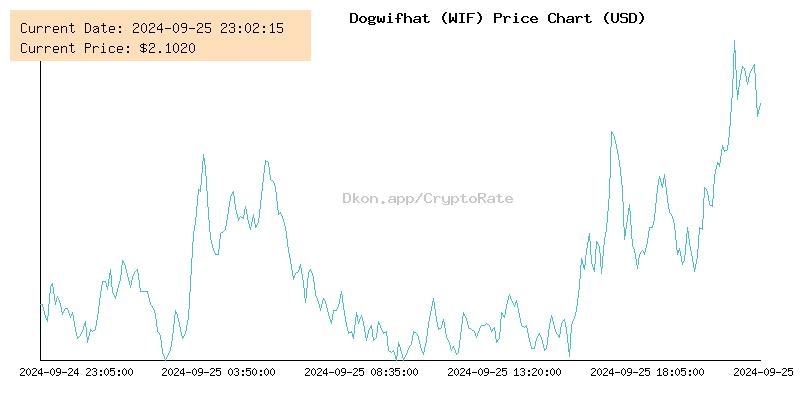 Dogwifhat (WIF) Price Chart (USD)
Current Date: 2024-09-25 23:02:15
Current Price: $2.1020
Dkon.app/CryptoRate
2024-09-24 23:05:00 2024-09-25 03:50:00 2024-09-25 08:35:00 2024-09-25 13:20:00 2024-09-25 18:05:00 2024-09-25